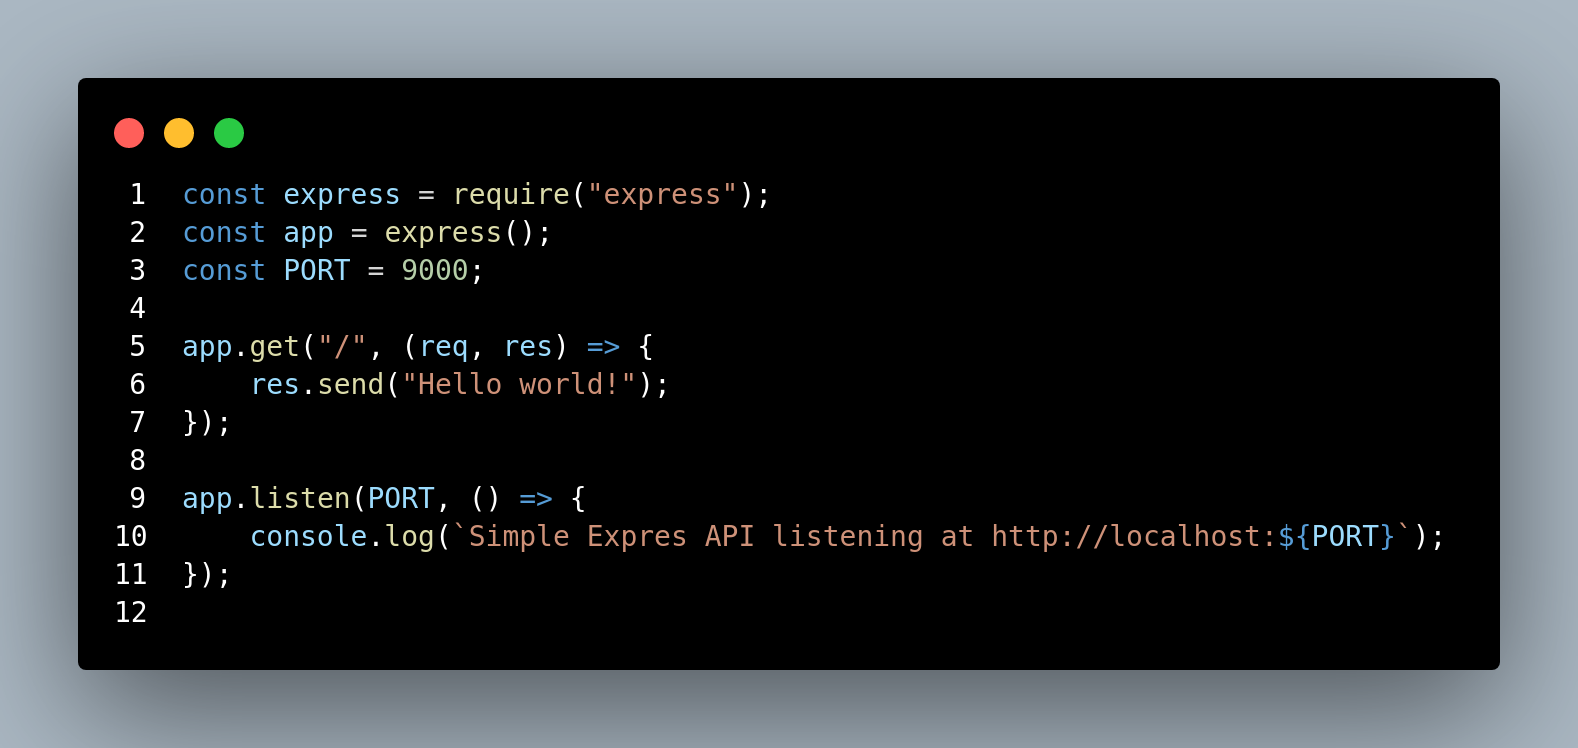 1 const express = require("express");
2 const app = express();
3 const PORT = 9000;
4
5 app.get("/", (req, res) => {
6     res.send("Hello world!");
7 });
8
9 app.listen(PORT, () => {
10     console.log(`Simple Expres API listening at http://localhost:${PORT}`);
11 });
12